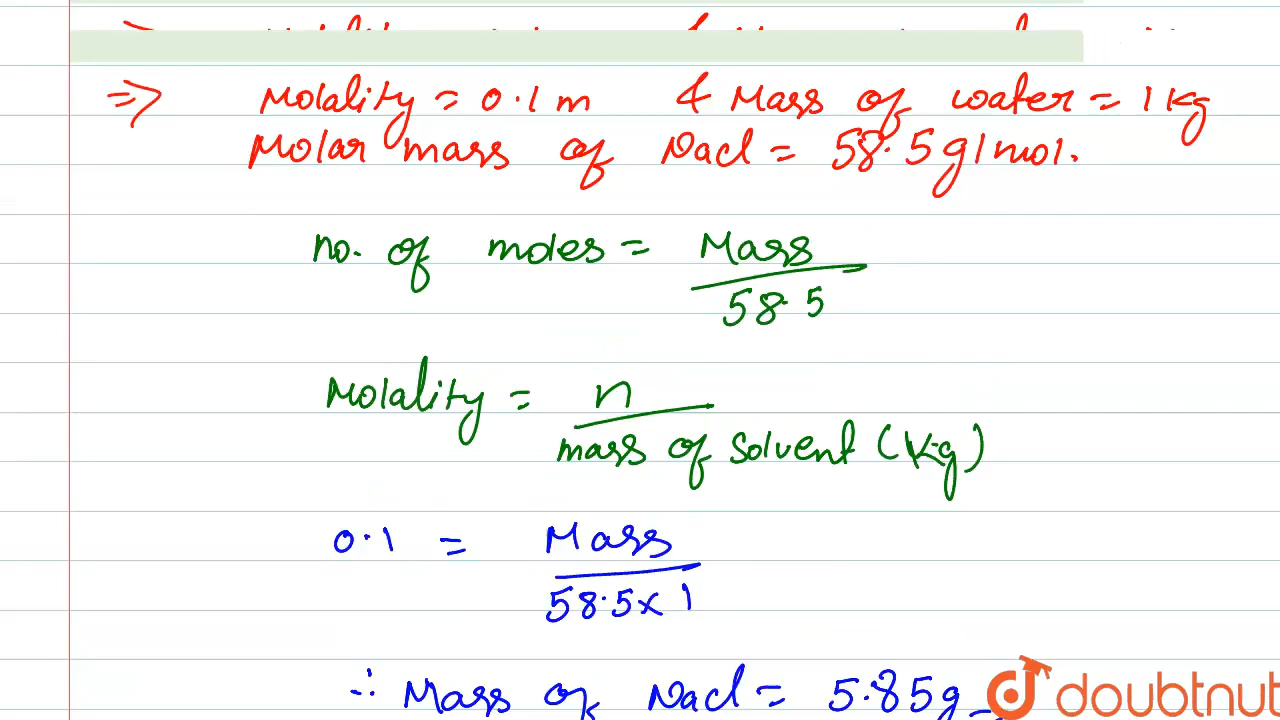 ⇒ Molality = 0.1 m & Mass of water = 1 Kg
Molar mass of Nacl = 58.5 g/mol.
no. of moles = Mass
58.5
Molality = n
mass of solvent (Kg)
0.1 = Mass
58.5 x 1
∴ Mass of Nacl = 5.85g
doubtnut